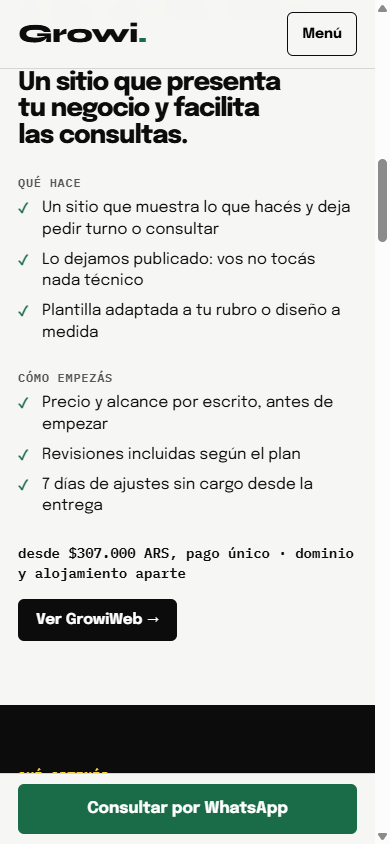 Growi.
Menú
Un sitio que presenta
tu negocio y facilita
las consultas.
QUÉ HACE
✓ Un sitio que muestra lo que hacés y deja
pedir turno o consultar
✓ Lo dejamos publicado: vos no tocás
nada técnico
✓ Plantilla adaptada a tu rubro o diseño a
medida
CÓMO EMPEZÁS
✓ Precio y alcance por escrito, antes de
empezar
✓ Revisiones incluidas según el plan
✓ 7 días de ajustes sin cargo desde la
entrega
desde $307.000 ARS, pago único · dominio
y alojamiento aparte
Ver GrowiWeb →
Consultar por WhatsApp